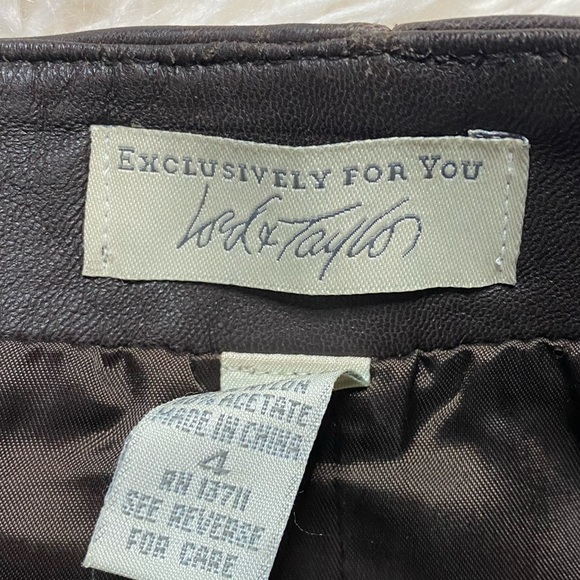 EXCLUSIVELY FOR YOU
Lord & Taylor
ACETATE
MADE IN CHINA
4
RN 13711
SEE REVERSE
FOR CARE